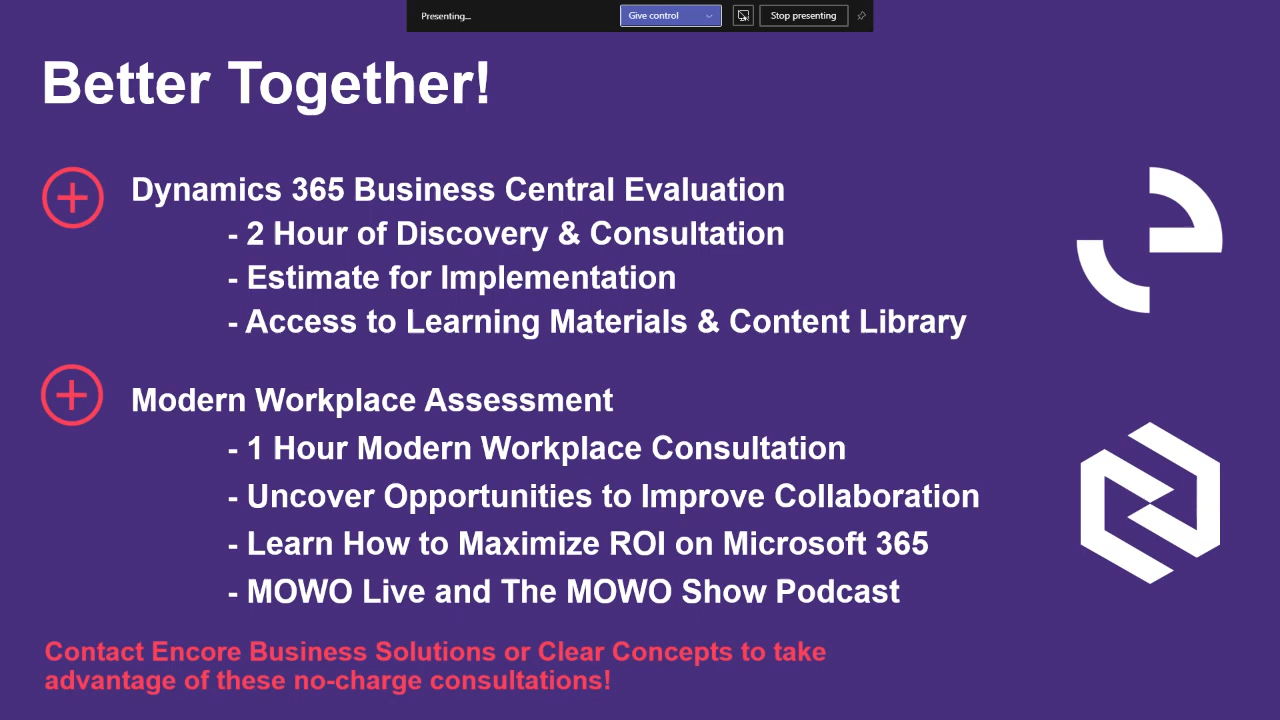 Presenting...
Give control
Stop presenting
Better Together!
Dynamics 365 Business Central Evaluation
- 2 Hour of Discovery & Consultation
- Estimate for Implementation
- Access to Learning Materials & Content Library
Modern Workplace Assessment
- 1 Hour Modern Workplace Consultation
- Uncover Opportunities to Improve Collaboration
- Learn How to Maximize ROI on Microsoft 365
- MOWO Live and The MOWO Show Podcast
Contact Encore Business Solutions or Clear Concepts to take
advantage of these no-charge consultations!